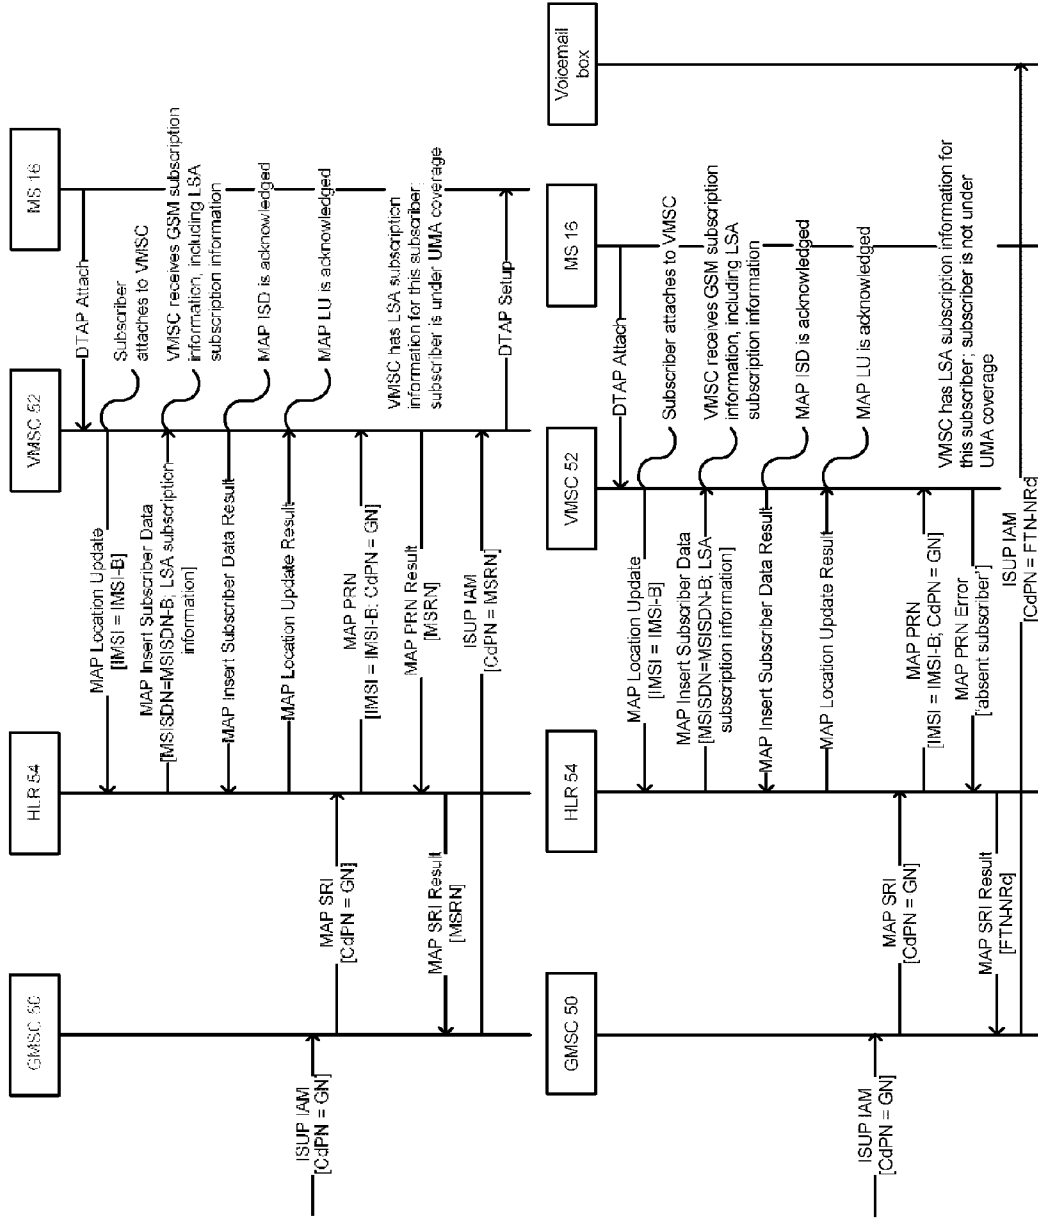 GMSC 50
HLR 54
VMSC 52
MS 16
DTAP Attach
MAP Location Update
[IMSI = IMSI-B]
Subscriber
attaches to VMSC
MAP Insert Subscriber Data
[MSISDN=MSISDN-B; LSA subscription
information]
VMSC receives GSM subscription
information, including LSA
subscription information
MAP Insert Subscriber Data Result
MAP ISD is acknowledged
MAP Location Update Result
MAP LU is acknowledged
ISUP IAM
[CdPN = GN]
MAP SRI
[CdPN = GN]
MAP PRN
[IMSI = IMSI-B; CdPN = GN]
VMSC has LSA subscription
information for this subscriber;
subscriber is under UMA coverage
MAP PRN Result
[MSRN]
MAP SRI Result
[MSRN]
ISUP IAM
[CdPN = MSRN]
DTAP Setup
GMSC 50
HLR 54
VMSC 52
MS 16
Voicemail
box
DTAP Attach
MAP Location Update
[IMSI = IMSI-B]
Subscriber attaches to VMSC
MAP Insert Subscriber Data
[MSISDN=MSISDN-B; LSA
subscription information]
VMSC receives GSM subscription
information, including LSA
subscription information
MAP Insert Subscriber Data Result
MAP ISD is acknowledged
MAP Location Update Result
MAP LU is acknowledged
ISUP IAM
[CdPN = GN]
MAP SRI
[CdPN = GN]
MAP PRN
[IMSI = IMSI-B; CdPN = GN]
VMSC has LSA subscription information for
this subscriber; subscriber is not under
UMA coverage
MAP PRN Error
['absent subscriber']
MAP SRI Result
[FTN-NRc]
ISUP IAM
[CdPN = FTN-NRc]